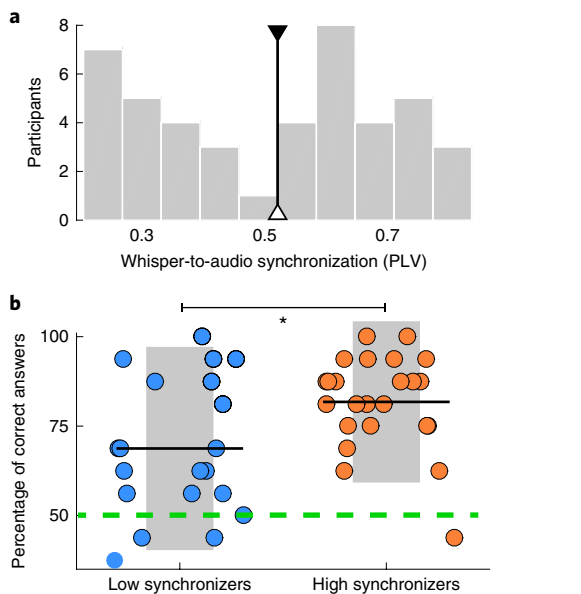 a
8
6
4
2
0
Participants
0.3 0.5 0.7
Whisper-to-audio synchronization (PLV)
b
*
100
75
50
Percentage of correct answers
Low synchronizers High synchronizers